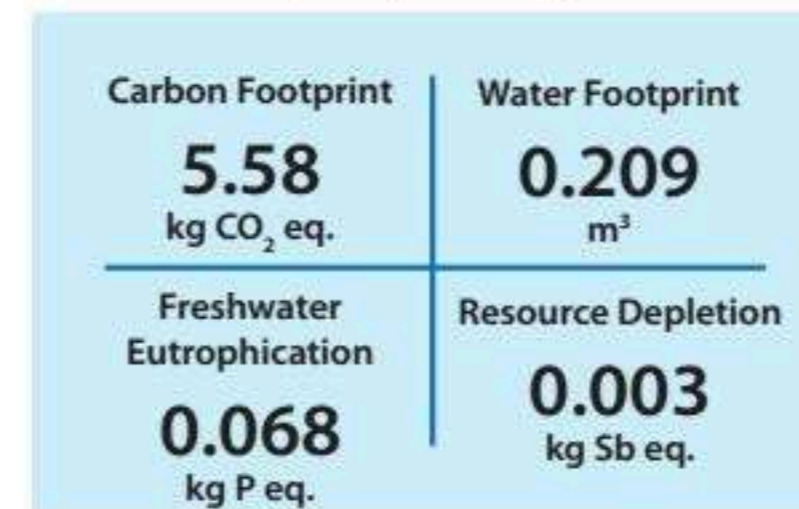 Carbon Footprint
5.58
kg CO₂ eq.
Water Footprint
0.209
m³
Freshwater
Eutrophication
0.068
kg P eq.
Resource Depletion
0.003
kg Sb eq.